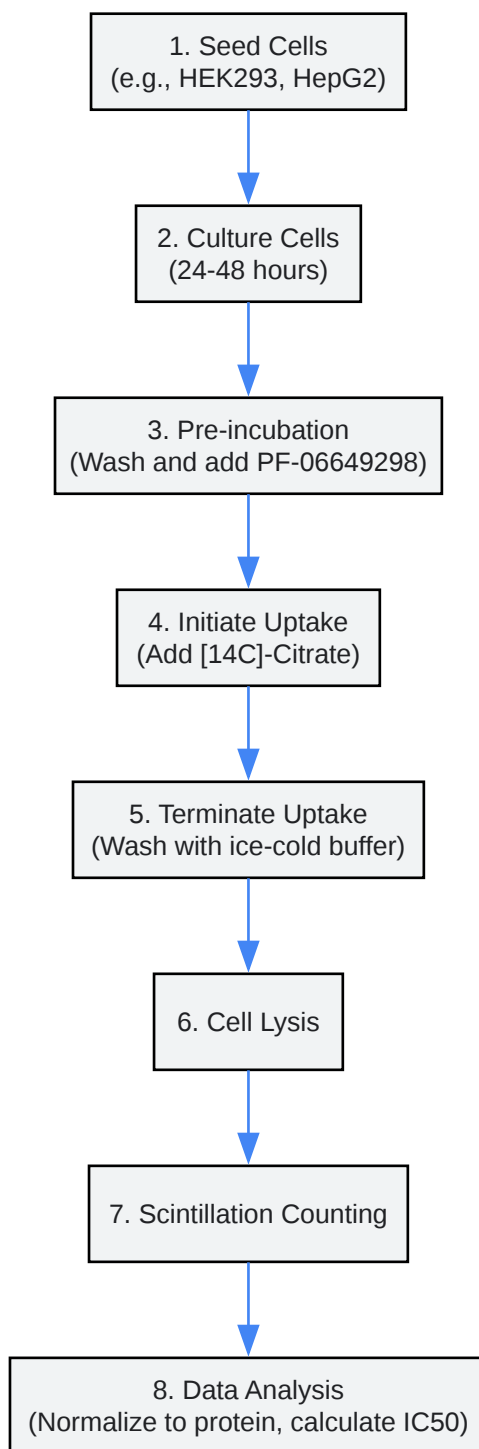 1. Seed Cells
(e.g., HEK293, HepG2)
2. Culture Cells
(24-48 hours)
3. Pre-incubation
(Wash and add PF-06649298)
4. Initiate Uptake
(Add [14C]-Citrate)
5. Terminate Uptake
(Wash with ice-cold buffer)
6. Cell Lysis
7. Scintillation Counting
8. Data Analysis
(Normalize to protein, calculate IC50)